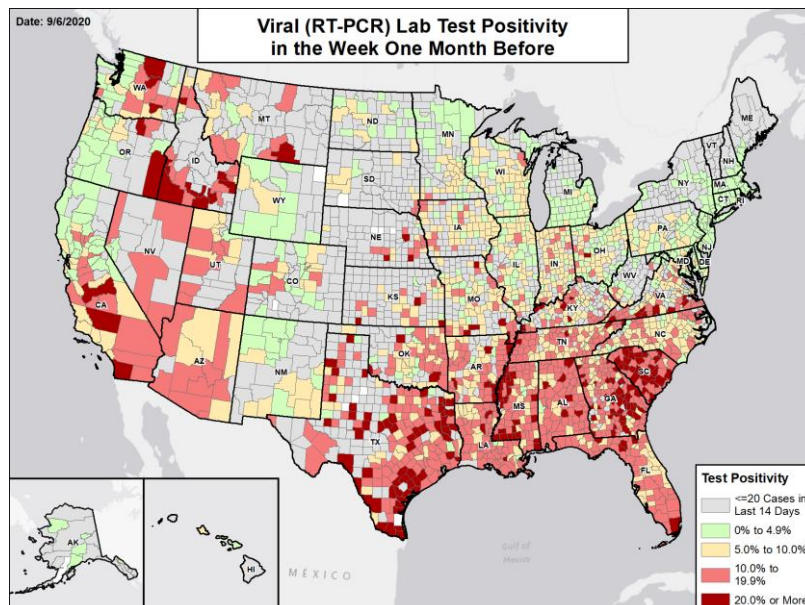 Date: 9/6/2020
Viral (RT-PCR) Lab Test Positivity
in the Week One Month Before
WA
MT
ND
MN
ME
OR
ID
SD
WI
VT
NH
NY
MA
CT
RI
WY
MI
IA
PA
NJ
NE
NV
UT
CO
IL
IN
OH
MD
DE
WV
VA
KS
MO
KY
CA
NC
TN
AZ
NM
OK
AR
SC
MS
AL
GA
TX
LA
FL
AK
HI
MÉXICO
Gulf of
Mexico
Test Positivity
<=20 Cases in
Last 14 Days
0% to 4.9%
5.0% to 10.0%
10.0% to
19.9%
20.0% or More